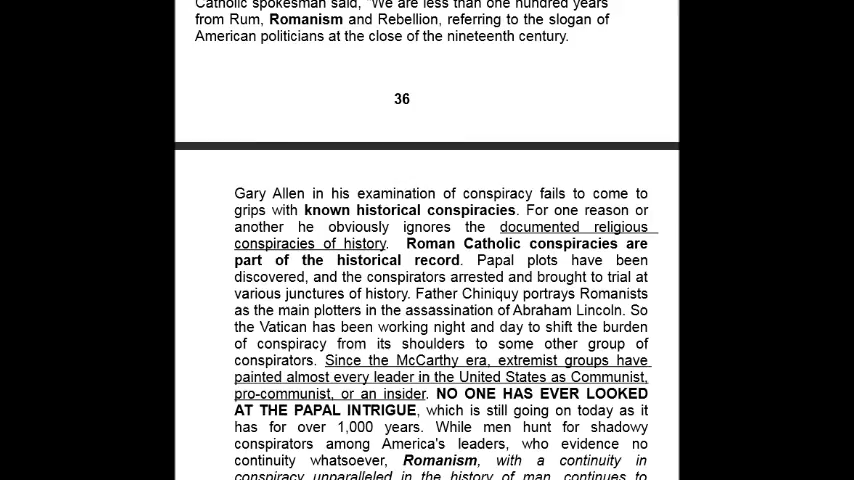 Catholic spokesman said, "We are less than one hundred years
from Rum, Romanism and Rebellion, referring to the slogan of
American politicians at the close of the nineteenth century.
36
Gary Allen in his examination of conspiracy fails to come to
grips with known historical conspiracies. For one reason or
another he obviously ignores the documented religious
conspiracies of history. Roman Catholic conspiracies are
part of the historical record. Papal plots have been
discovered, and the conspirators arrested and brought to trial at
various junctures of history. Father Chiniquy portrays Romanists
as the main plotters in the assassination of Abraham Lincoln. So
the Vatican has been working night and day to shift the burden
of conspiracy from its shoulders to some other group of
conspirators. Since the McCarthy era, extremist groups have
painted almost every leader in the United States as Communist,
pro-communist, or an insider. NO ONE HAS EVER LOOKED
AT THE PAPAL INTRIGUE, which is still going on today as it
has for over 1,000 years. While men hunt for shadowy
conspirators among America's leaders, who evidence no
continuity whatsoever, Romanism, with a continuity in
conspiracy unparalleled in the history of man, continues to